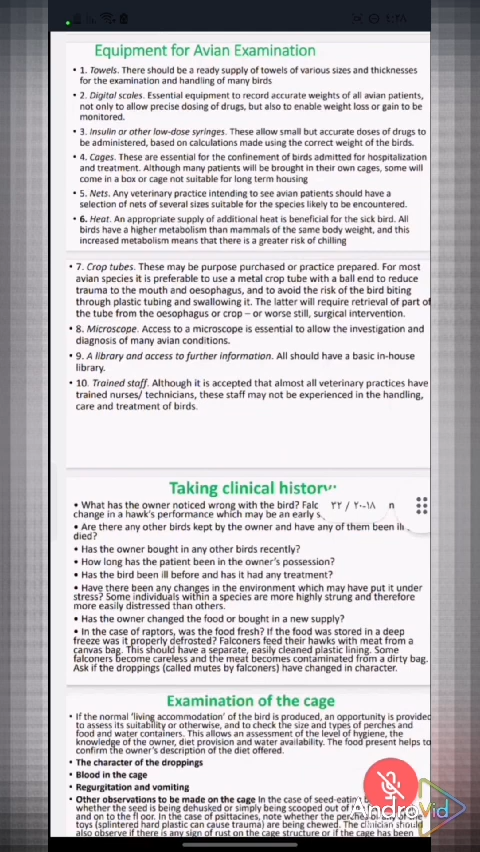 ١:٢٨
Equipment for Avian Examination
• 1. Towels. There should be a ready supply of towels of various sizes and thicknesses
for the examination and handling of many birds
• 2. Digital scales. Essential equipment to record accurate weights of all avian patients,
not only to allow precise dosing of drugs, but also to enable weight loss or gain to be
monitored.
• 3. Insulin or other low-dose syringes. These allow small but accurate doses of drugs to
be administered, based on calculations made using the correct weight of the birds.
• 4. Cages. These are essential for the confinement of birds admitted for hospitalization
and treatment. Although many patients will be brought in their own cages, some will
come in a box or cage not suitable for long term housing
• 5. Nets. Any veterinary practice intending to see avian patients should have a
selection of nets of several sizes suitable for the species likely to be encountered.
• 6. Heat. An appropriate supply of additional heat is beneficial for the sick bird. All
birds have a higher metabolism than mammals of the same body weight, and this
increased metabolism means that there is a greater risk of chilling
• 7. Crop tubes. These may be purpose purchased or practice prepared. For most
avian species it is preferable to use a metal crop tube with a ball end to reduce
trauma to the mouth and oesophagus, and to avoid the risk of the bird biting
through plastic tubing and swallowing it. The latter will require retrieval of part of
the tube from the oesophagus or crop – or worse still, surgical intervention.
• 8. Microscope. Access to a microscope is essential to allow the investigation and
diagnosis of many avian conditions.
• 9. A library and access to further information. All should have a basic in-house
library.
• 10. Trained staff. Although it is accepted that almost all veterinary practices have
trained nurses/ technicians, these staff may not be experienced in the handling,
care and treatment of birds.
Taking clinical history:
• What has the owner noticed wrong with the bird?
٢٢ / ٢٠-١٨
change in a hawk's performance which may be an early
• Are there any other birds kept by the owner and have any of them been ill
died?
• Has the owner bought in any other birds recently?
• How long has the patient been in the owner's possession?
• Has the bird been ill before and has it had any treatment?
• Have there been any changes in the environment which may have put it under
stress? Some individuals within a species are more highly strung and therefore
more easily distressed than others.
• Has the owner changed the food or bought in a new supply?
• In the case of raptors, was the food fresh? If the food was stored in a deep
freeze was it properly defrosted? Falconers feed their hawks with meat from a
canvas bag. This should have a separate, easily cleaned plastic lining. Some
falconers become careless and the meat becomes contaminated from a dirty bag.
Ask if the droppings (called mutes by falconers) have changed in character.
Examination of the cage
• If the normal 'living accommodation' of the bird is produced, an opportunity is provided
to assess its suitability or otherwise, and to check the size and types of perches and
food and water containers. This allows an assessment of the level of hygiene, the
knowledge of the owner, diet provision and water availability. The food present helps to
confirm the owner's description of the diet offered.
• The character of the droppings
• Blood in the cage
• Regurgitation and vomiting
• Other observations to be made on the cage In the case of seed-eating
whether the seed is being dehusked or simply being scooped out of
and on to the fl oor. In the case of psittacines, note whether the
toys (splintered hard plastic can cause trauma) are being chewed. The clinician should
also observe if there is any sign of rust on the cage structure or if the cage has been
AndroVid